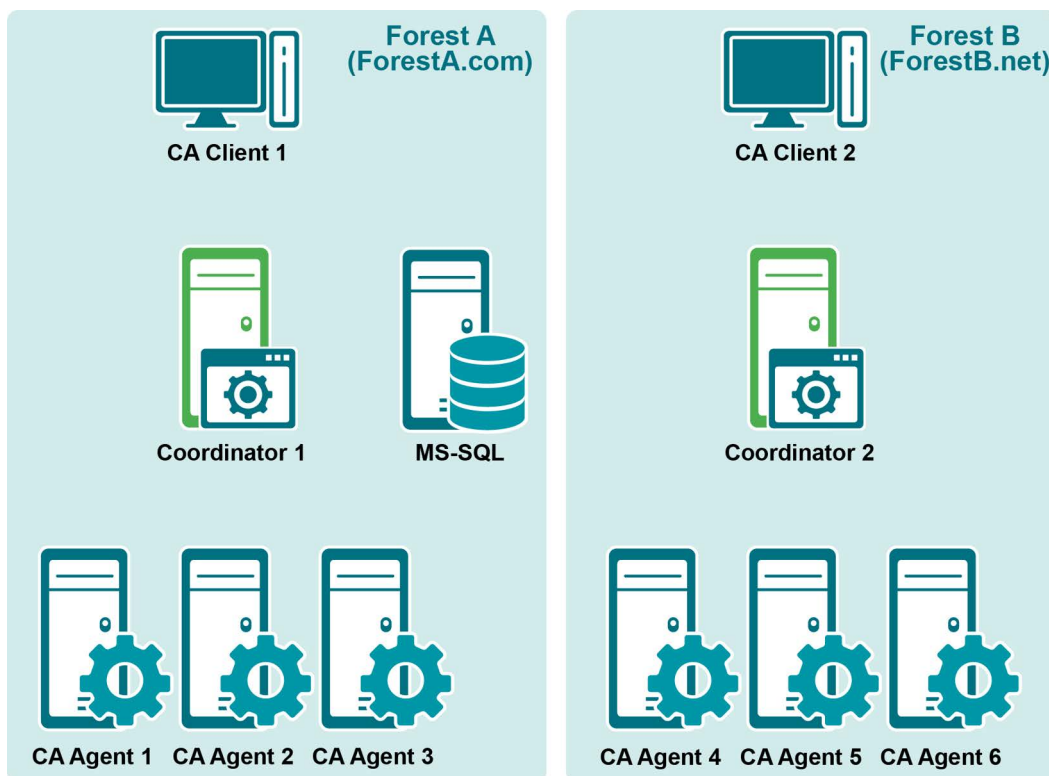 Forest A
(ForestA.com)
CA Client 1
Coordinator 1
MS-SQL
CA Agent 1
CA Agent 2
CA Agent 3
Forest B
(ForestB.net)
CA Client 2
Coordinator 2
CA Agent 4
CA Agent 5
CA Agent 6